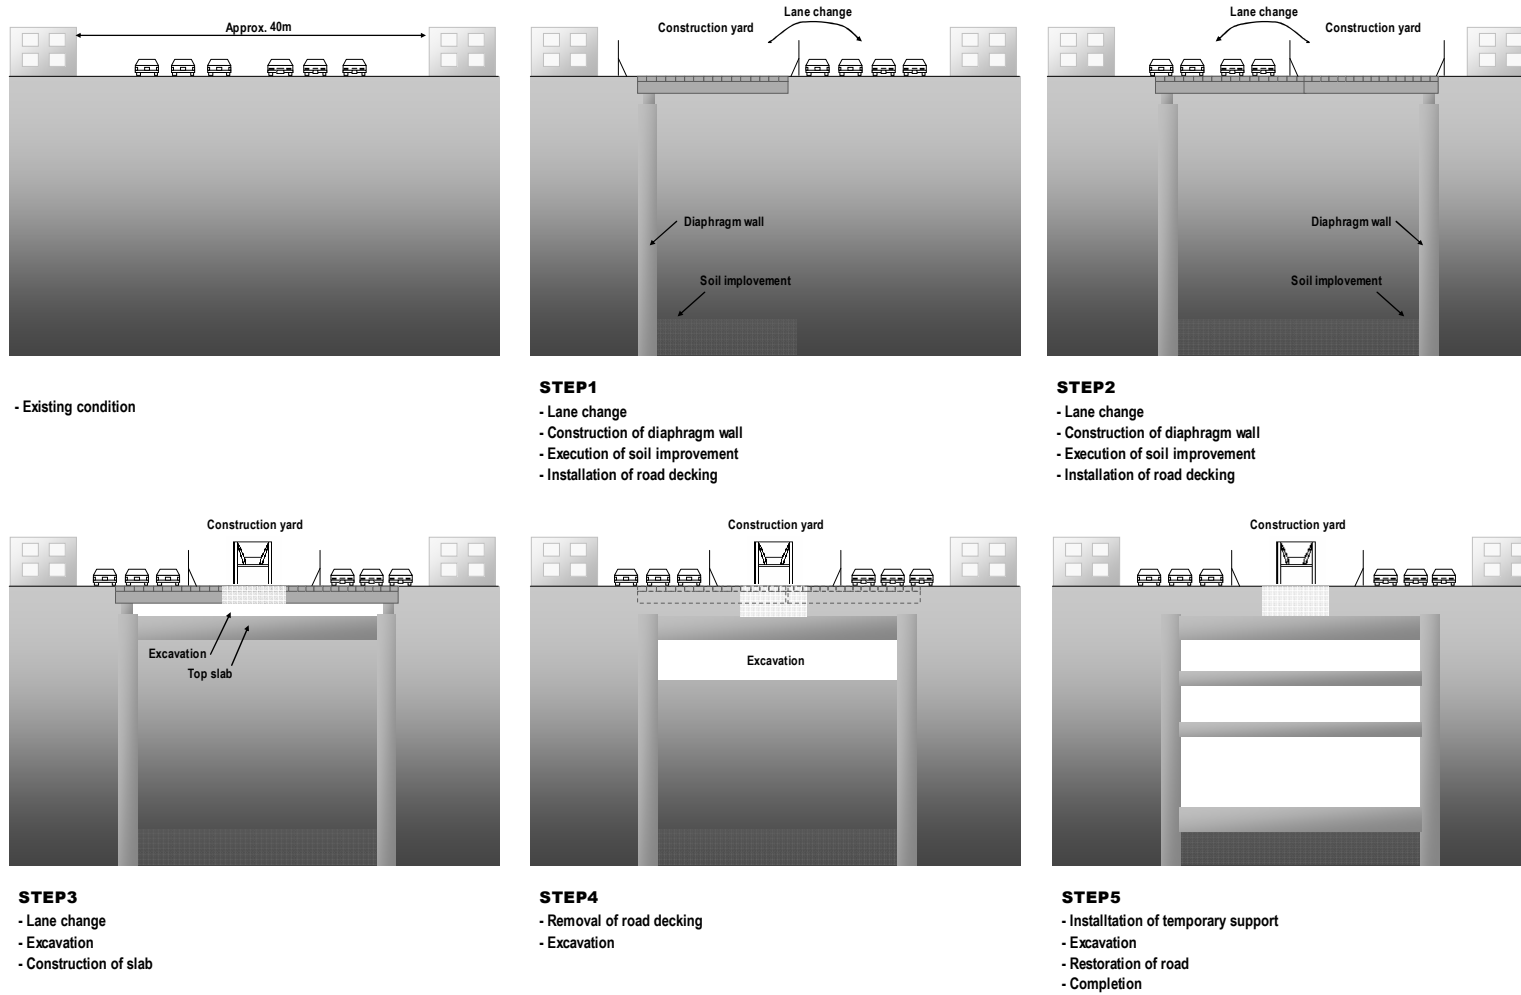 Approx. 40m
- Existing condition
Lane change
Construction yard
Diaphragm wall
Soil implovement
STEP1
- Lane change
- Construction of diaphragm wall
- Execution of soil improvement
- Installation of road decking
Lane change
Construction yard
Diaphragm wall
Soil implovement
STEP2
- Lane change
- Construction of diaphragm wall
- Execution of soil improvement
- Installation of road decking
Construction yard
Excavation
Top slab
STEP3
- Lane change
- Excavation
- Construction of slab
Construction yard
Excavation
STEP4
- Removal of road decking
- Excavation
Construction yard
STEP5
- Installtation of temporary support
- Excavation
- Restoration of road
- Completion